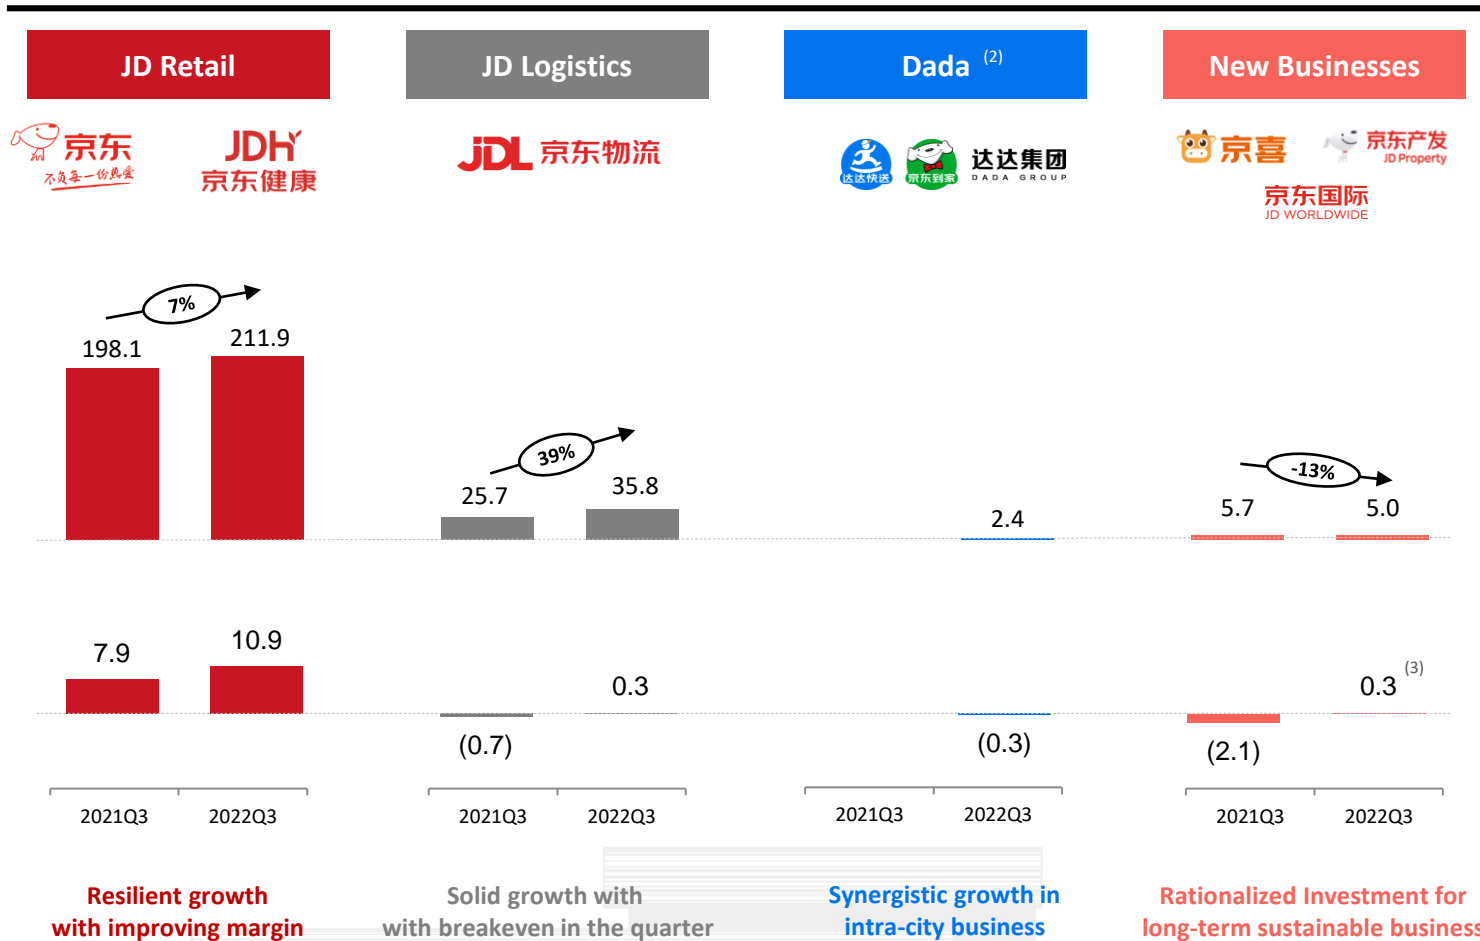 JD Retail
JD Logistics
Dada (2)
New Businesses
京东
不负每一份热爱
JDH
京东健康
JDL 京东物流
达达快送
京东到家
达达集团
DADA GROUP
京喜
京东产发
JD Property
京东国际
JD WORLDWIDE
7%
198.1
211.9
39%
25.7
35.8
2.4
-13%
5.7
5.0
7.9
10.9
(0.7)
0.3
(0.3)
(2.1)
0.3 (3)
2021Q3
2022Q3
2021Q3
2022Q3
2021Q3
2022Q3
2021Q3
2022Q3
Resilient growth
with improving margin
Solid growth with
with breakeven in the quarter
Synergistic growth in
intra-city business
Rationalized Investment for
long-term sustainable business